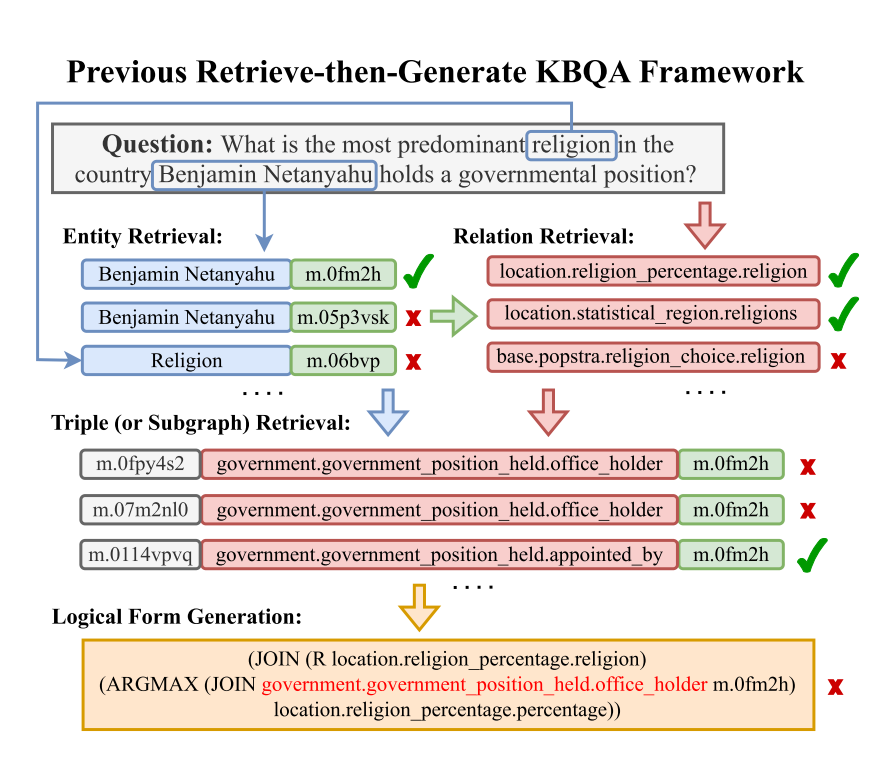 Previous Retrieve-then-Generate KBQA Framework
Question: What is the most predominant religion in the
country Benjamin Netanyahu holds a governmental position?
Entity Retrieval:
Benjamin Netanyahu m.0fm2h
Benjamin Netanyahu m.05p3vsk x
Religion m.06bvp x
. . . .
Relation Retrieval:
location.religion_percentage.religion
location.statistical_region.religions
base.popstra.religion_choice.religion x
. . . .
Triple (or Subgraph) Retrieval:
m.0fpy4s2 government.government_position_held.office_holder m.0fm2h x
m.07m2nl0 government.government_position_held.office_holder m.0fm2h x
m.0114vpvq government.government_position_held.appointed_by m.0fm2h
. . . .
Logical Form Generation:
(JOIN (R location.religion_percentage.religion)
(ARGMAX (JOIN government.government_position_held.office_holder m.0fm2h) x
location.religion_percentage.percentage))